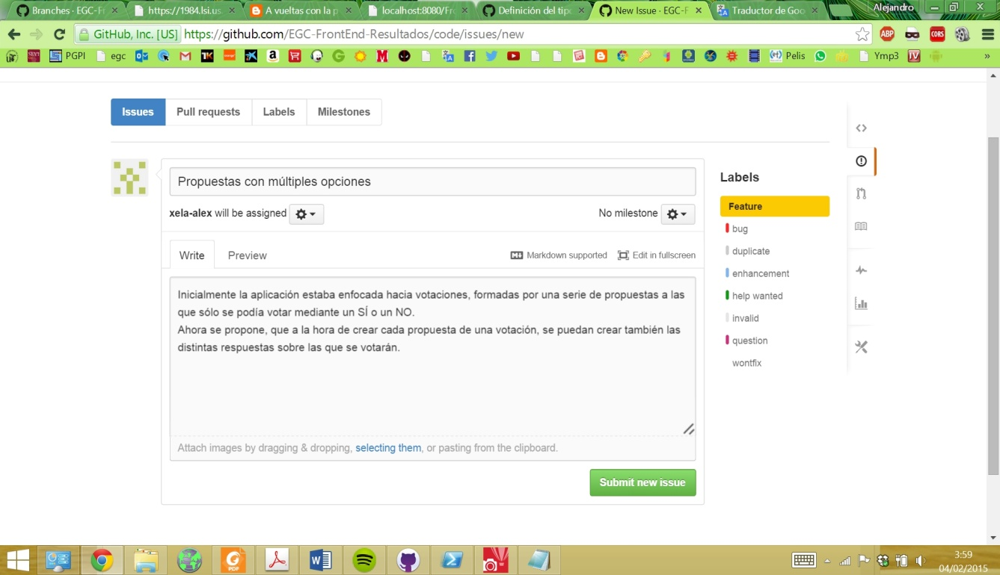 Branches · EGC-Fr
https://1984.lsi.us.
A vueltas con la p
localhost:8080/Fro
Definición del tipo
New Issue · EGC-F
Traductor de Goo
Alejandro
GitHub, Inc. [US]
https://github.com/EGC-FrontEnd-Resultados/code/issues/new
ABP
CORS
PGPI
egc
Pelis
Ymp3
»
Issues
Pull requests
Labels
Milestones
Propuestas con múltiples opciones
xela-alex will be assigned
No milestone
Write
Preview
Markdown supported
Edit in fullscreen
Inicialmente la aplicación estaba enfocada hacia votaciones, formadas por una serie de propuestas a las
que sólo se podía votar mediante un SÍ o un NO.
Ahora se propone, que a la hora de crear cada propuesta de una votación, se puedan crear también las
distintas respuestas sobre las que se votarán.
Attach images by dragging & dropping, selecting them, or pasting from the clipboard.
Submit new issue
Labels
Feature
bug
duplicate
enhancement
help wanted
invalid
question
wontfix
PDF
3:59
04/02/2015